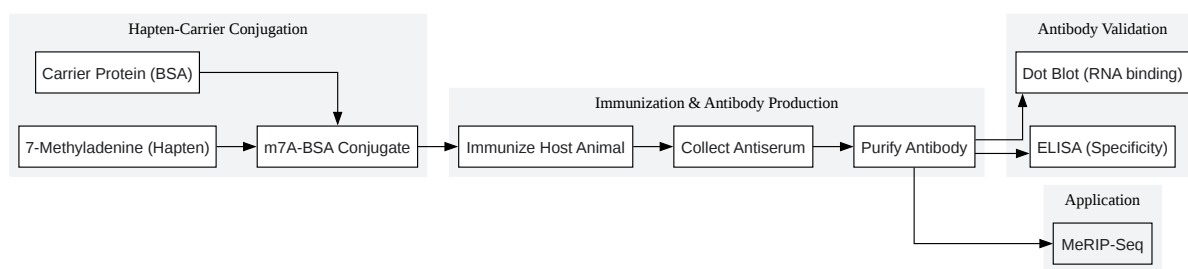 Hapten-Carrier Conjugation
Carrier Protein (BSA)
7-Methyladenine (Hapten)
m7A-BSA Conjugate
Immunization & Antibody Production
Immunize Host Animal
Collect Antiserum
Purify Antibody
Antibody Validation
Dot Blot (RNA binding)
ELISA (Specificity)
Application
MeRIP-Seq